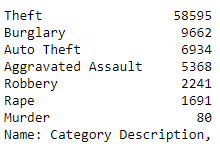 Theft 58595
Burglary 9662
Auto Theft 6934
Aggravated Assault 5368
Robbery 2241
Rape 1691
Murder 80
Name: Category Description,